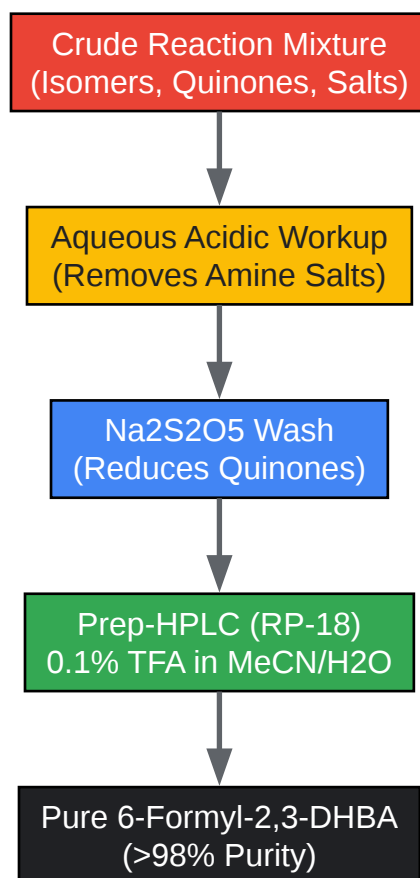 Crude Reaction Mixture
(Isomers, Quinones, Salts)
Aqueous Acidic Workup
(Removes Amine Salts)
Na2S2O5 Wash
(Reduces Quinones)
Prep-HPLC (RP-18)
0.1% TFA in MeCN/H2O
Pure 6-Formyl-2,3-DHBA
(>98% Purity)